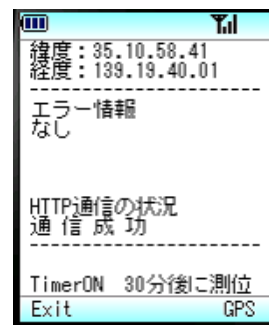 緯度:35.10.58.41
経度:139.19.40.01
--------------------
エラー情報
なし
HTTP通信の状況
通 信 成 功
--------------------
TimerON 30分後に測位
Exit GPS